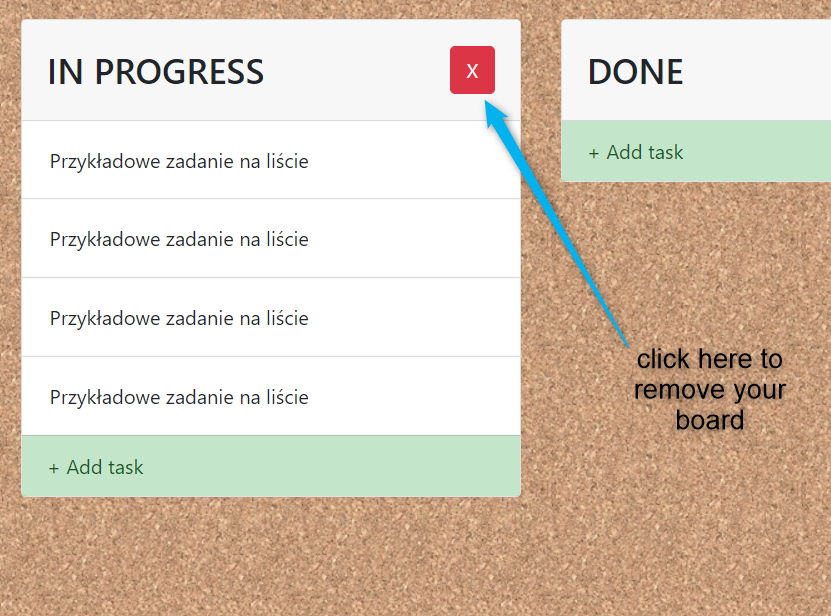 IN PROGRESS
X
Przykładowe zadanie na liście
Przykładowe zadanie na liście
Przykładowe zadanie na liście
Przykładowe zadanie na liście
+ Add task
DONE
+ Add task
click here to
remove your
board